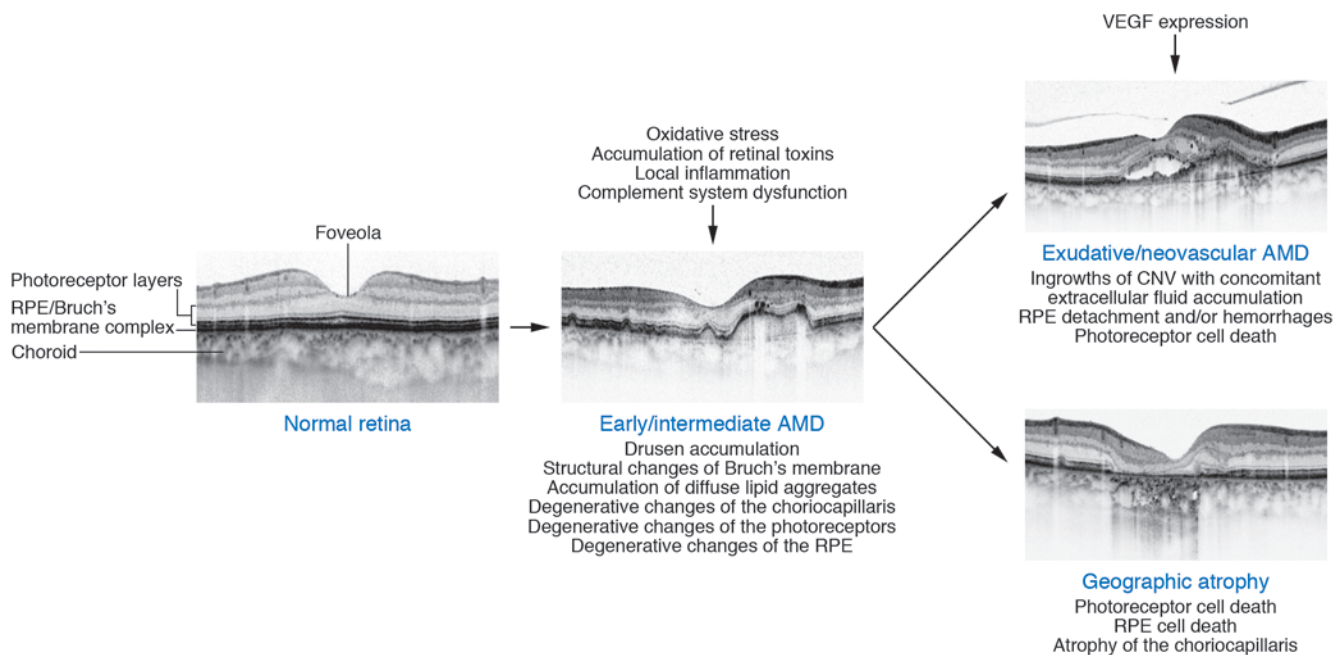 VEGF expression
Oxidative stress
Accumulation of retinal toxins
Local inflammation
Complement system dysfunction
Foveola
Photoreceptor layers
RPE/Bruch's
membrane complex
Choroid
Normal retina
Early/intermediate AMD
Drusen accumulation
Structural changes of Bruch's membrane
Accumulation of diffuse lipid aggregates
Degenerative changes of the choriocapillaris
Degenerative changes of the photoreceptors
Degenerative changes of the RPE
Exudative/neovascular AMD
Ingrowths of CNV with concomitant
extracellular fluid accumulation
RPE detachment and/or hemorrhages
Photoreceptor cell death
Geographic atrophy
Photoreceptor cell death
RPE cell death
Atrophy of the choriocapillaris